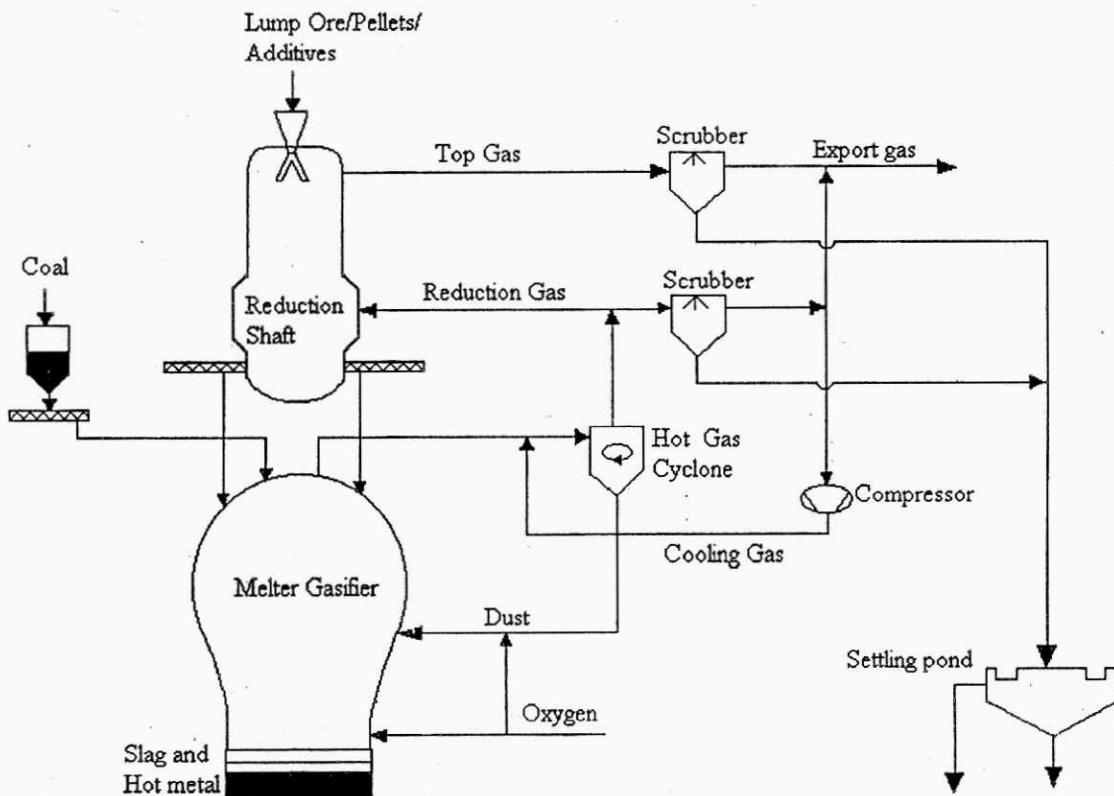 Lump Ore/Pellets/
Additives
Scrubber
Top Gas
Export gas
Coal
Reduction Gas
Scrubber
Reduction
Shaft
Hot Gas
Cyclone
Compressor
Cooling Gas
Melter Gasifier
Dust
Settling pond
Oxygen
Slag and
Hot metal